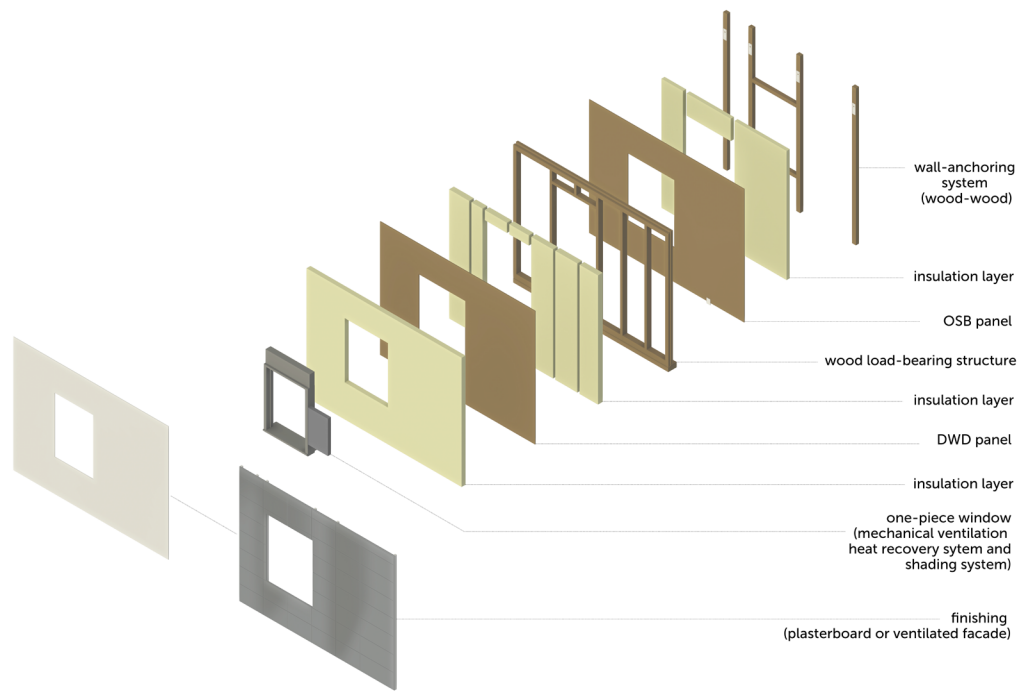 wall-anchoring
system
(wood-wood)
insulation layer
OSB panel
wood load-bearing structure
insulation layer
DWD panel
insulation layer
one-piece window
(mechanical ventilation
heat recovery sytem and
shading system)
finishing
(plasterboard or ventilated facade)